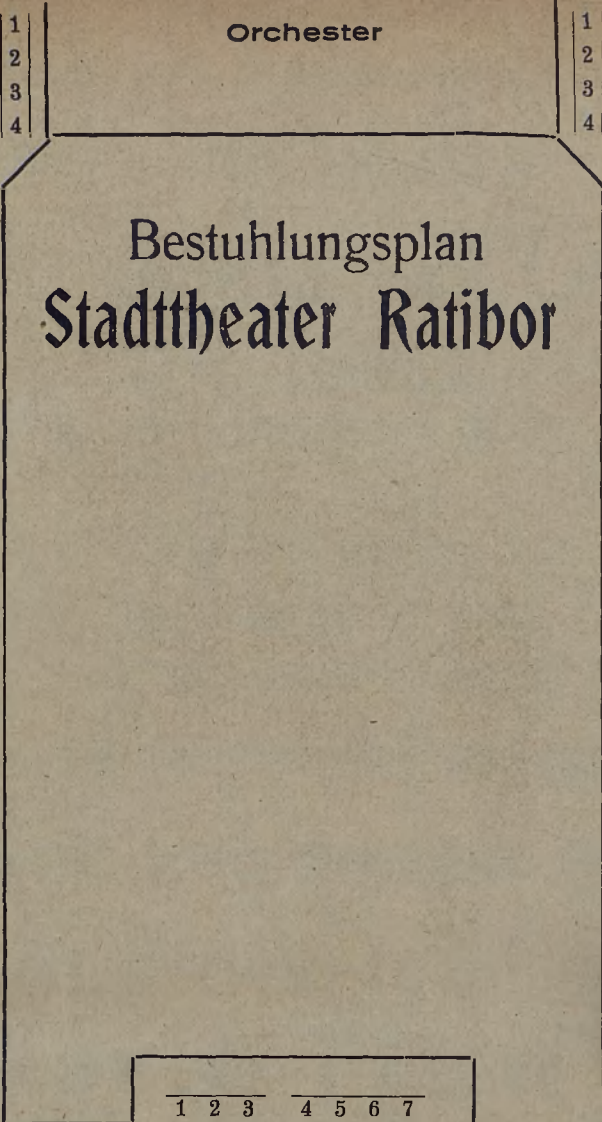 Orchester
1 1
2 2
3 3
4 4
Bestuhlungsplan
Stadttheater Ratibor
1 2 3 4 5 6 7